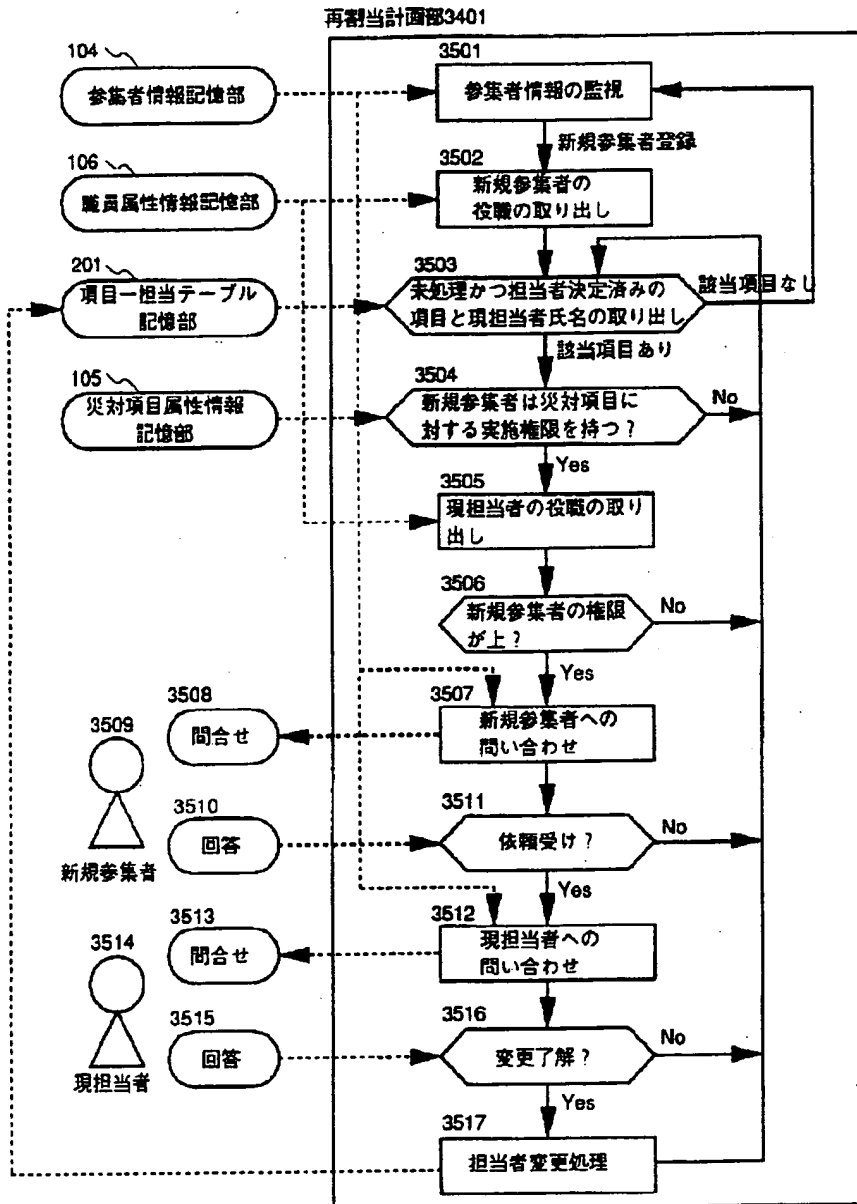 再割当計画部3401
104
参集者情報記憶部
3501
参集者情報の監視
新規参集者登録
106
職員属性情報記憶部
3502
新規参集者の
役職の取り出し
201
項目ー担当テーブル
記憶部
3503
未処理かつ担当者決定済みの
項目と現担当者氏名の取り出し
該当項目なし
該当項目あり
105
災対項目属性情報
記憶部
3504
新規参集者は災対項目に
対する実施権限を持つ?
No
Yes
3505
現担当者の役職の取り
出し
3506
新規参集者の権限
が上?
No
Yes
3507
新規参集者への
問い合わせ
3508
問合せ
3509
新規参集者
3510
回答
3511
依頼受け?
No
Yes
3512
現担当者への
問い合わせ
3513
問合せ
3514
現担当者
3515
回答
3516
変更了解?
No
Yes
3517
担当者変更処理